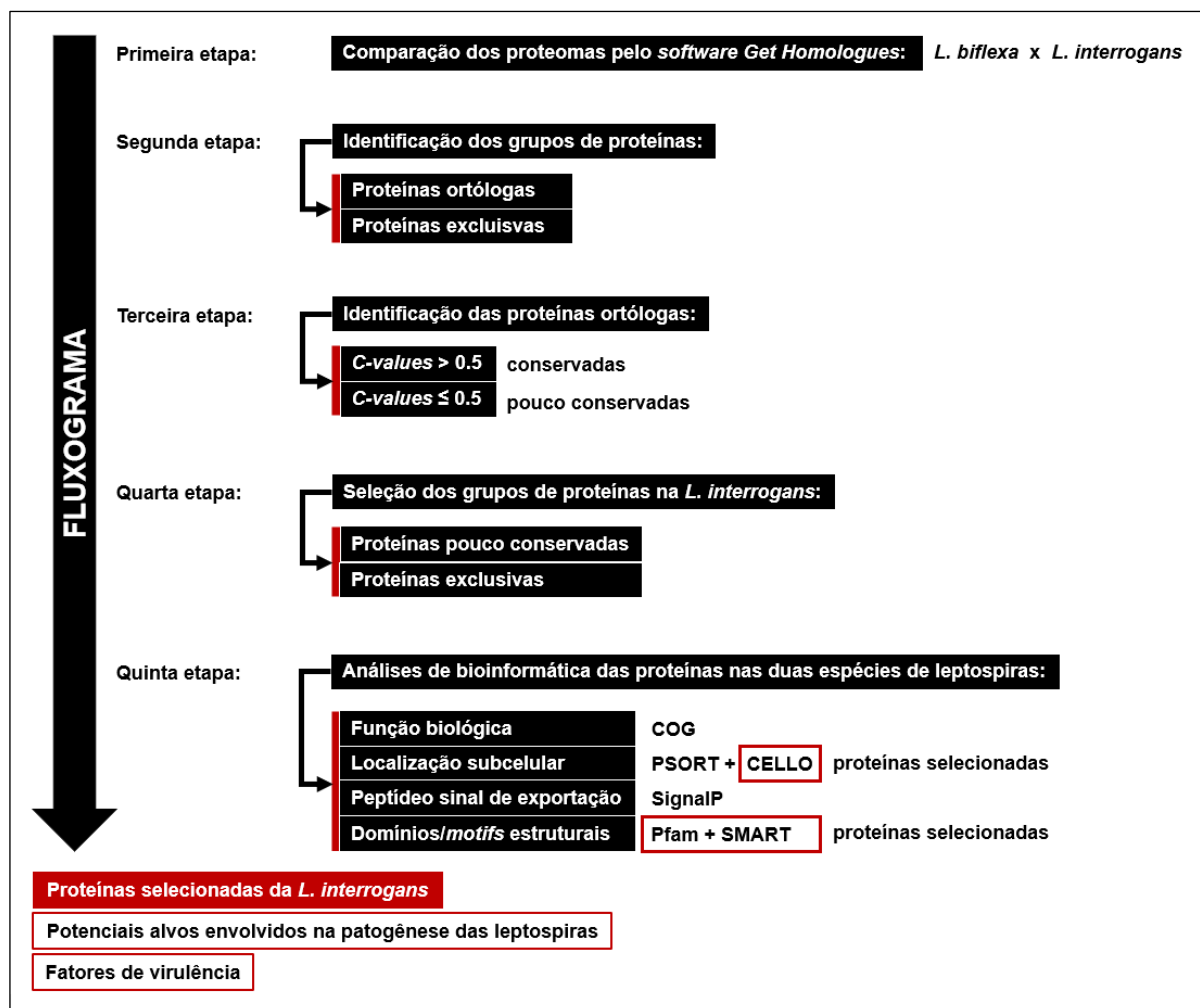 FLUXOGRAMA
Primeira etapa: Comparação dos proteomas pelo software Get Homologues: L. biflexa x L. interrogans
Segunda etapa: Identificação dos grupos de proteínas:
Proteínas ortólogas
Proteínas excluisvas
Terceira etapa: Identificação das proteínas ortólogas:
C-values > 0.5 conservadas
C-values ≤ 0.5 pouco conservadas
Quarta etapa: Seleção dos grupos de proteínas na L. interrogans:
Proteínas pouco conservadas
Proteínas exclusivas
Quinta etapa: Análises de bioinformática das proteínas nas duas espécies de leptospiras:
Função biológica COG
Localização subcelular PSORT + CELLO proteínas selecionadas
Peptídeo sinal de exportação SignalP
Domínios/motifs estruturais Pfam + SMART proteínas selecionadas
Proteínas selecionadas da L. interrogans
Potenciais alvos envolvidos na patogênese das leptospiras
Fatores de virulência